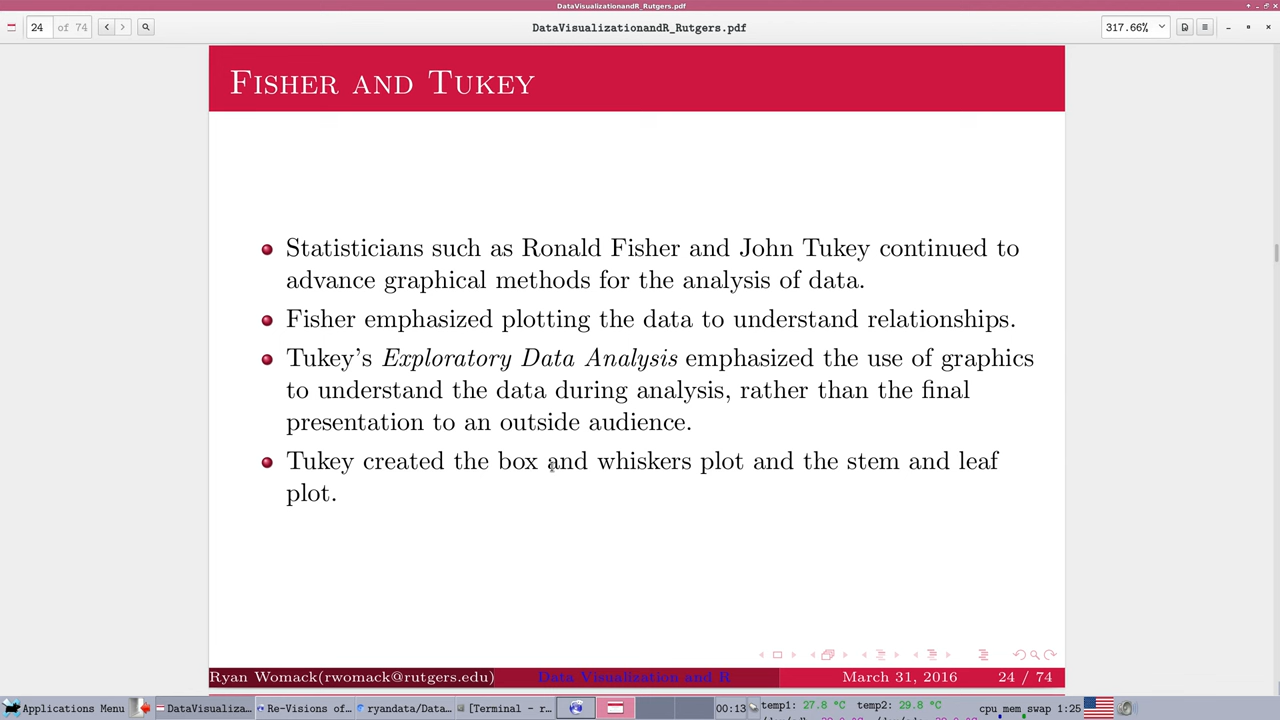 DataVisualizationandR_Rutgers.pdf
24 of 74
DataVisualizationandR_Rutgers.pdf
317.66%
FISHER AND TUKEY
Statisticians such as Ronald Fisher and John Tukey continued to
advance graphical methods for the analysis of data.
Fisher emphasized plotting the data to understand relationships.
Tukey's Exploratory Data Analysis emphasized the use of graphics
to understand the data during analysis, rather than the final
presentation to an outside audience.
Tukey created the box and whiskers plot and the stem and leaf
plot.
Ryan Womack(rwomack@rutgers.edu) Data Visualization and R March 31, 2016 24 / 74
Applications Menu DataVisualiza... Re-Visions of... ryanw/Data... [Terminal - r... 00:13 temp1: 27.8 °C temp2: 29.8 °C cpu mem swap 1:25